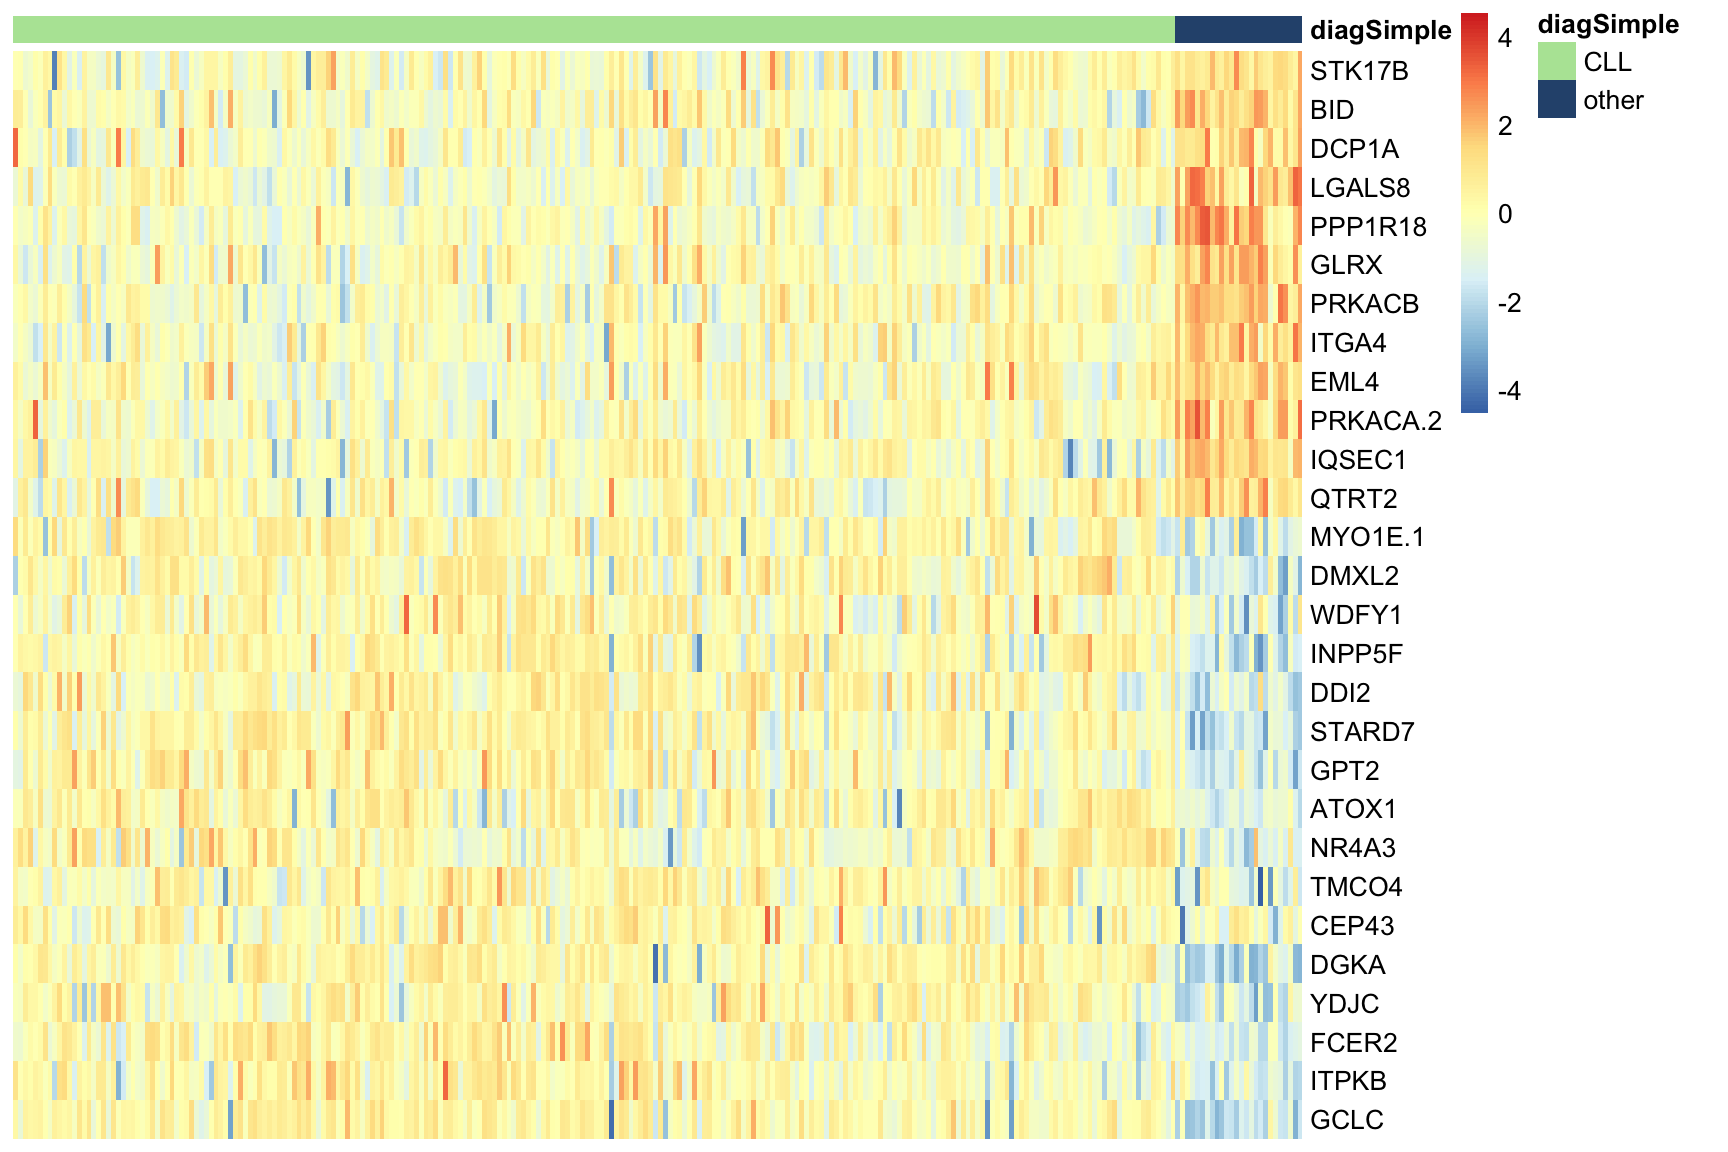 diagSimple
STK17B
BID
DCP1A
LGALS8
PPP1R18
GLRX
PRKACB
ITGA4
EML4
PRKACA.2
IQSEC1
QTRT2
MYO1E.1
DMXL2
WDFY1
INPP5F
DDI2
STARD7
GPT2
ATOX1
NR4A3
TMCO4
CEP43
DGKA
YDJC
FCER2
ITPKB
GCLC
4
2
0
-2
-4
diagSimple
CLL
other